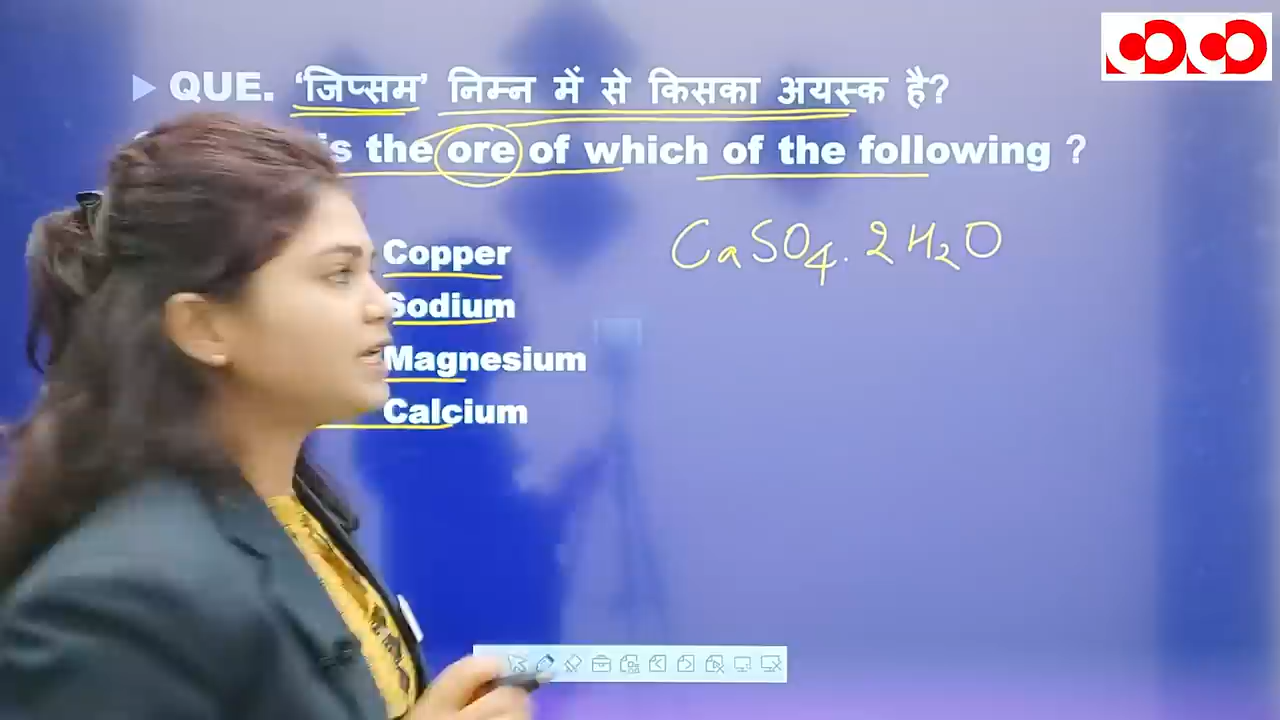 QUE. ‘जिप्सम’ निम्न में से किसका अयस्क है?
is the ore of which of the following ?
CaSO₄. 2H₂O
Copper
Sodium
Magnesium
Calcium